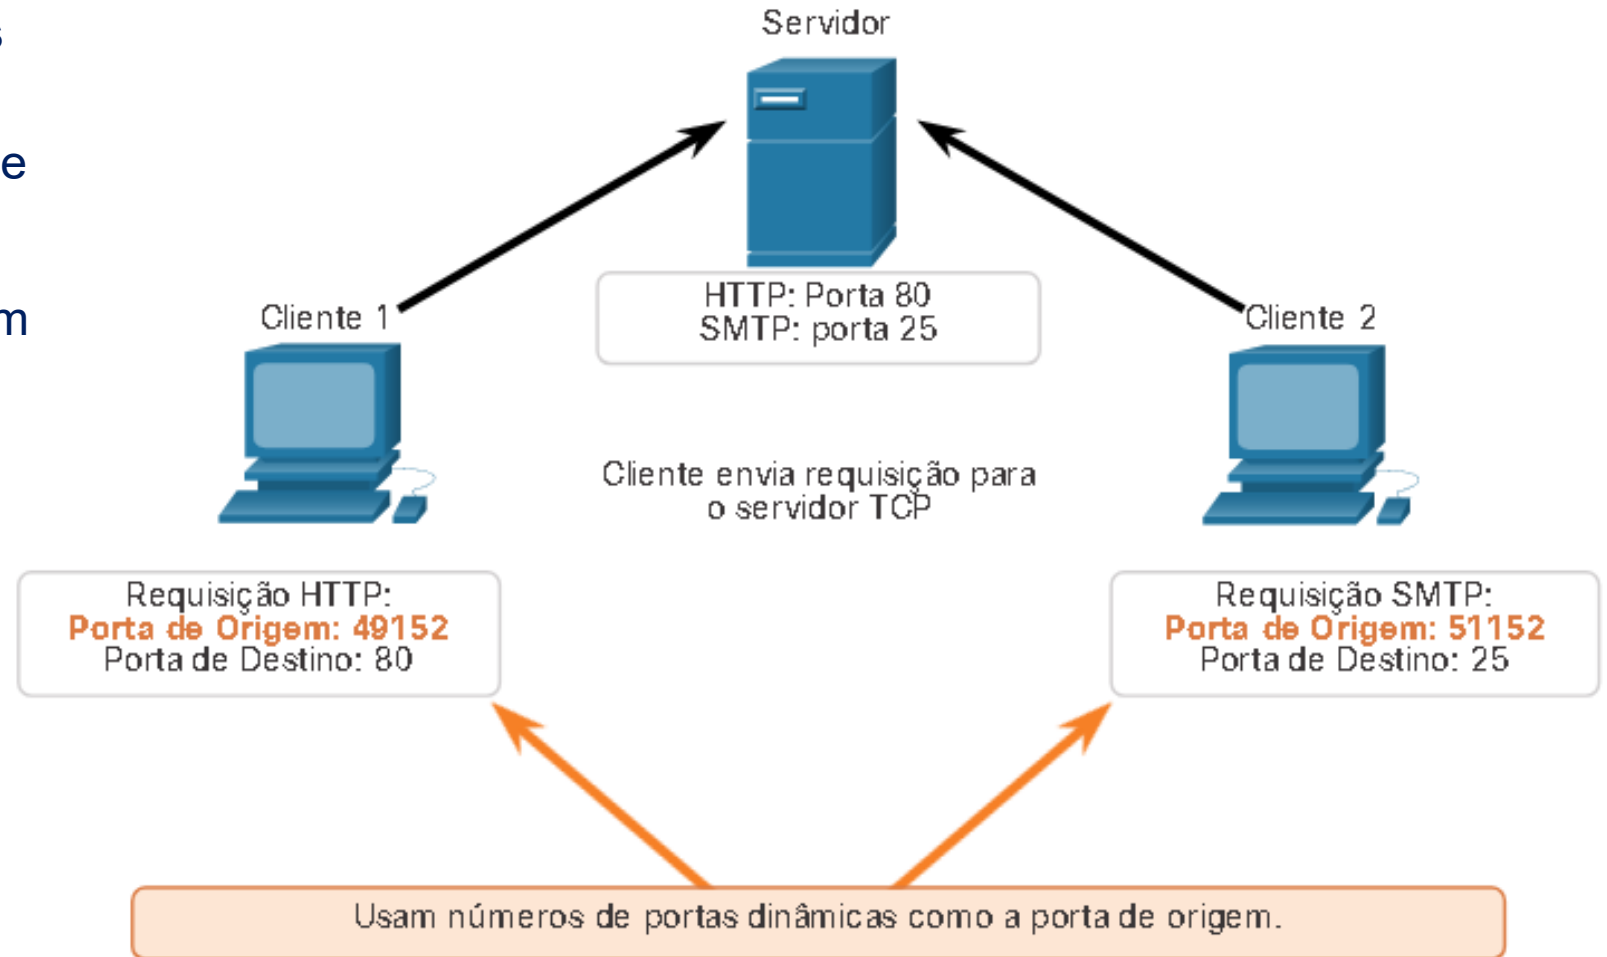 s
Servidor
e
HTTP: Porta 80
SMTP: porta 25
Cliente 1
Cliente 2
m
Cliente envia requisição para
o servidor TCP
Requisição HTTP:
Porta de Origem: 49152
Porta de Destino: 80
Requisição SMTP:
Porta de Origem: 51152
Porta de Destino: 25
Usam números de portas dinâmicas como a porta de origem.